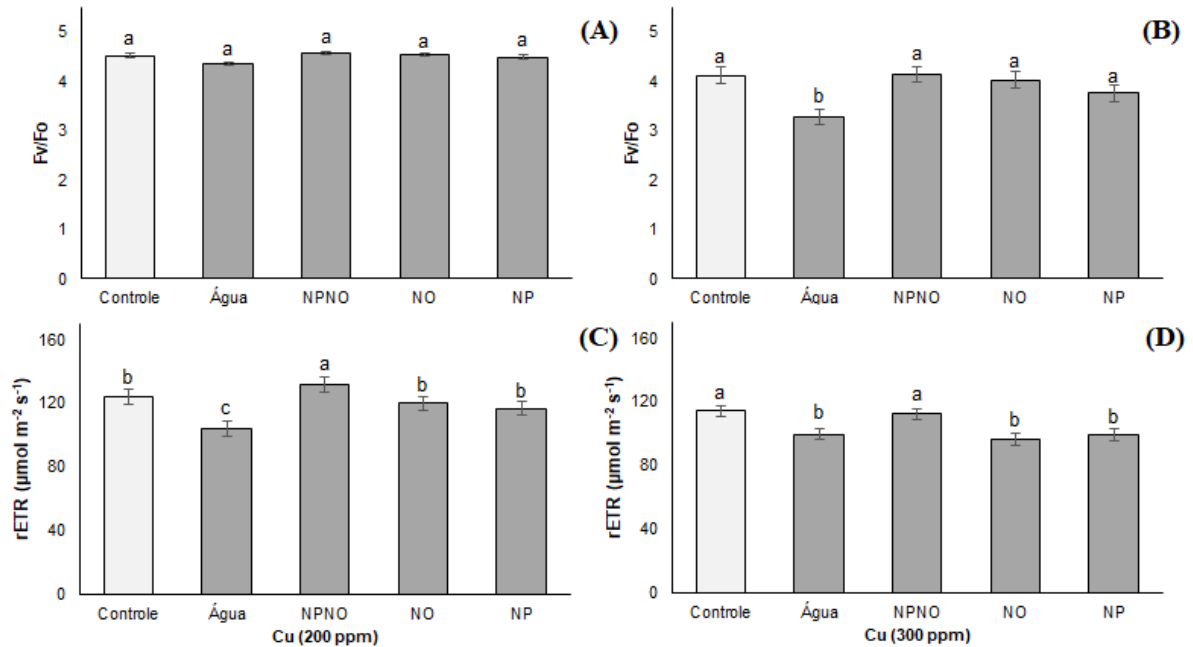 (A)
Fv/Fo
5
4
3
2
1
0
a a a a a
Controle Água NPNO NO NP
(B)
Fv/Fo
5
4
3
2
1
0
a b a a a
Controle Água NPNO NO NP
(C)
rETR (µmol m⁻² s⁻¹)
160
120
80
40
0
b c a b b
Controle Água NPNO NO NP
Cu (200 ppm)
(D)
rETR (µmol m⁻² s⁻¹)
160
120
80
40
0
a b a b b
Controle Água NPNO NO NP
Cu (300 ppm)